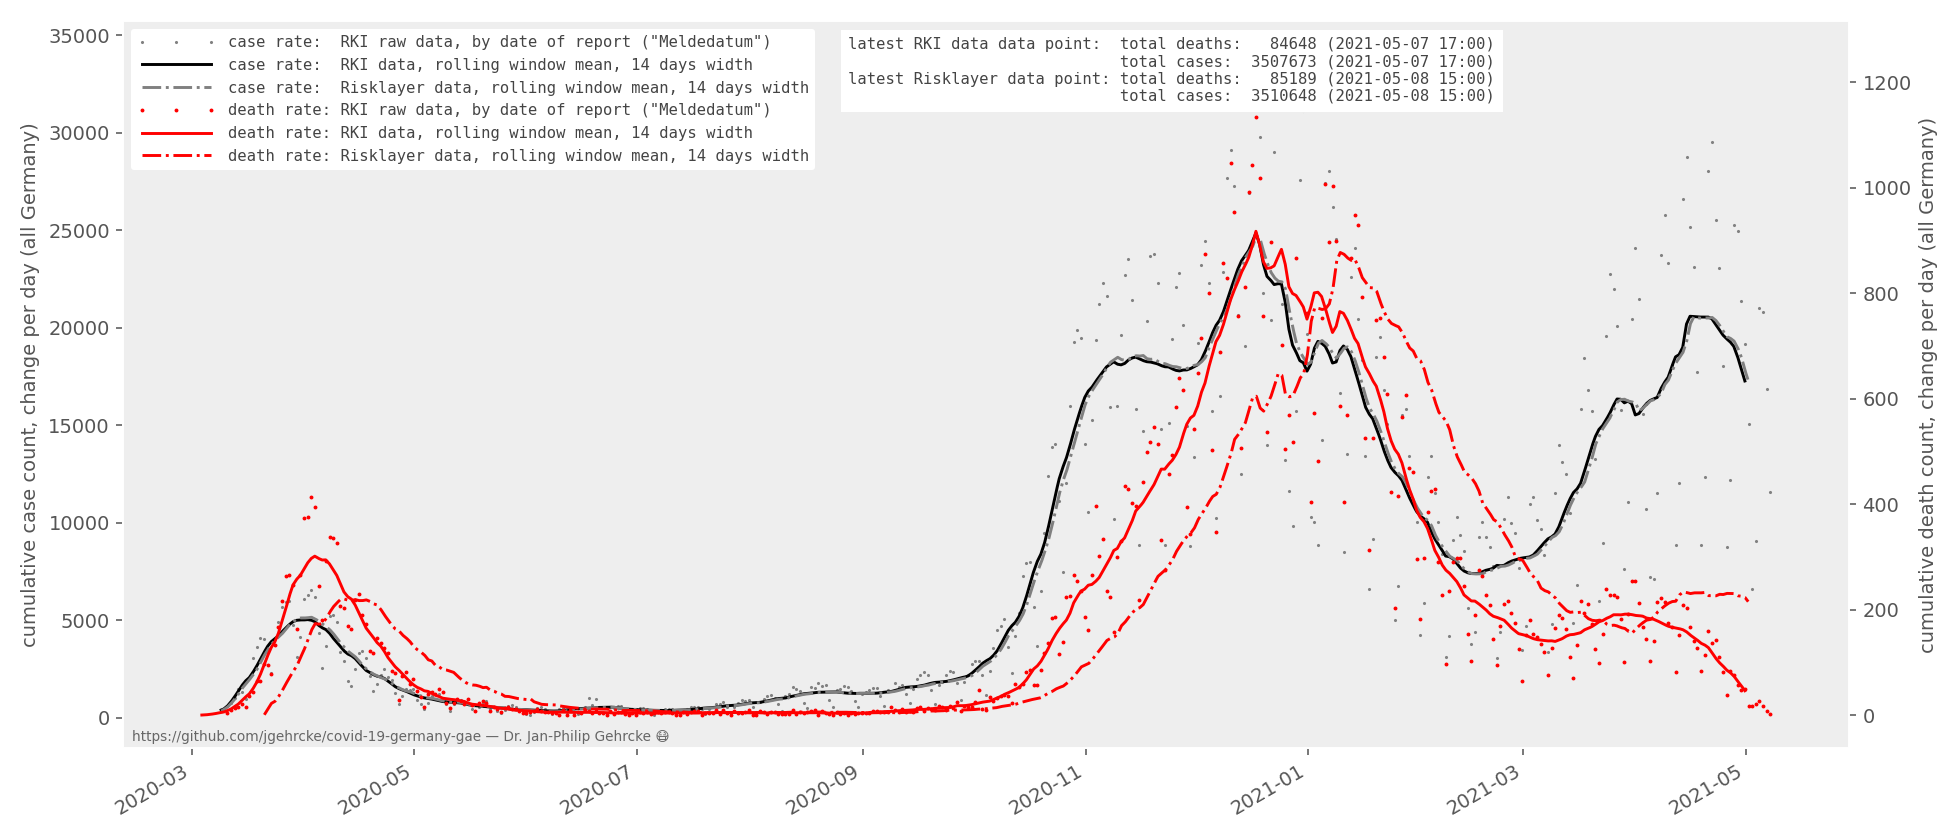 case rate:  RKI raw data, by date of report ("Meldedatum")
case rate:  RKI data, rolling window mean, 14 days width
case rate:  Risklayer data, rolling window mean, 14 days width
death rate: RKI raw data, by date of report ("Meldedatum")
death rate: RKI data, rolling window mean, 14 days width
death rate: Risklayer data, rolling window mean, 14 days width
latest RKI data data point:  total deaths:   84648 (2021-05-07 17:00)
total cases:  3507673 (2021-05-07 17:00)
latest Risklayer data point: total deaths:   85189 (2021-05-08 15:00)
total cases:  3510648 (2021-05-08 15:00)
cumulative case count, change per day (all Germany)
35000
30000
25000
20000
15000
10000
5000
0
cumulative death count, change per day (all Germany)
1200
1000
800
600
400
200
0
https://github.com/jgehrcke/covid-19-germany-gae — Dr. Jan-Philip Gehrcke 😷
2020-03
2020-05
2020-07
2020-09
2020-11
2021-01
2021-03
2021-05